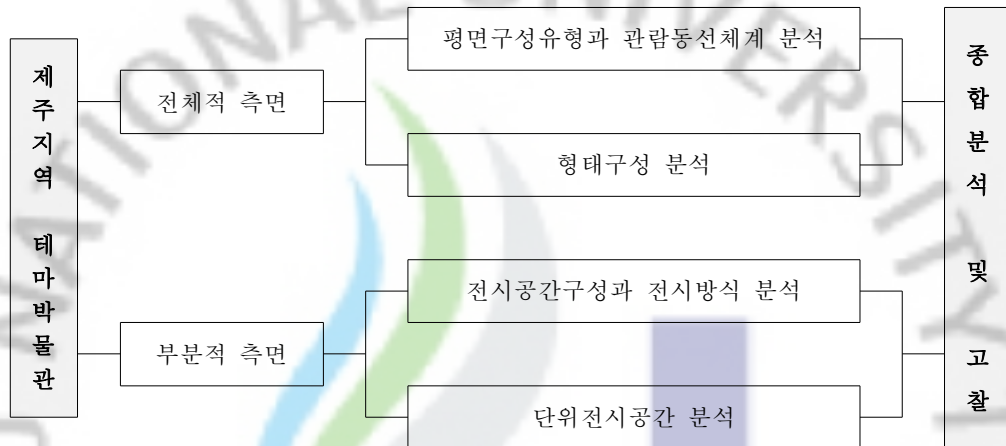 제주지역 테마박물관
전체적 측면
부분적 측면
평면구성유형과 관람동선체계 분석
형태구성 분석
전시공간구성과 전시방식 분석
단위전시공간 분석
종합분석 및 고찰
NATIONAL UNIVERSITY